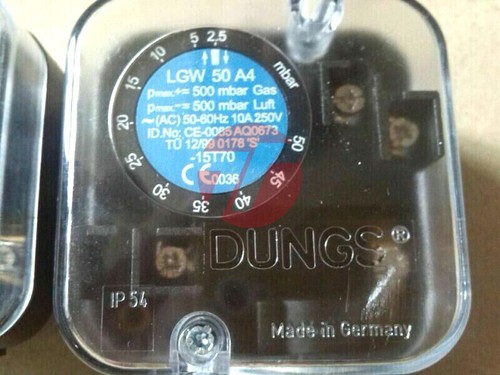 5 2,5
10
15
20
25
30
35
40
45
50
mbar
LGW 50 A4
pmax.+= 500 mbar Gas
pmax.-= 500 mbar Luft
~(AC) 50-60Hz 10A 250V
ID.No: CE-0085 AQ0673
TÜ 12/99 0178 'S'
-15T70
CE0036
DUNGS®
IP 54
Made in Germany